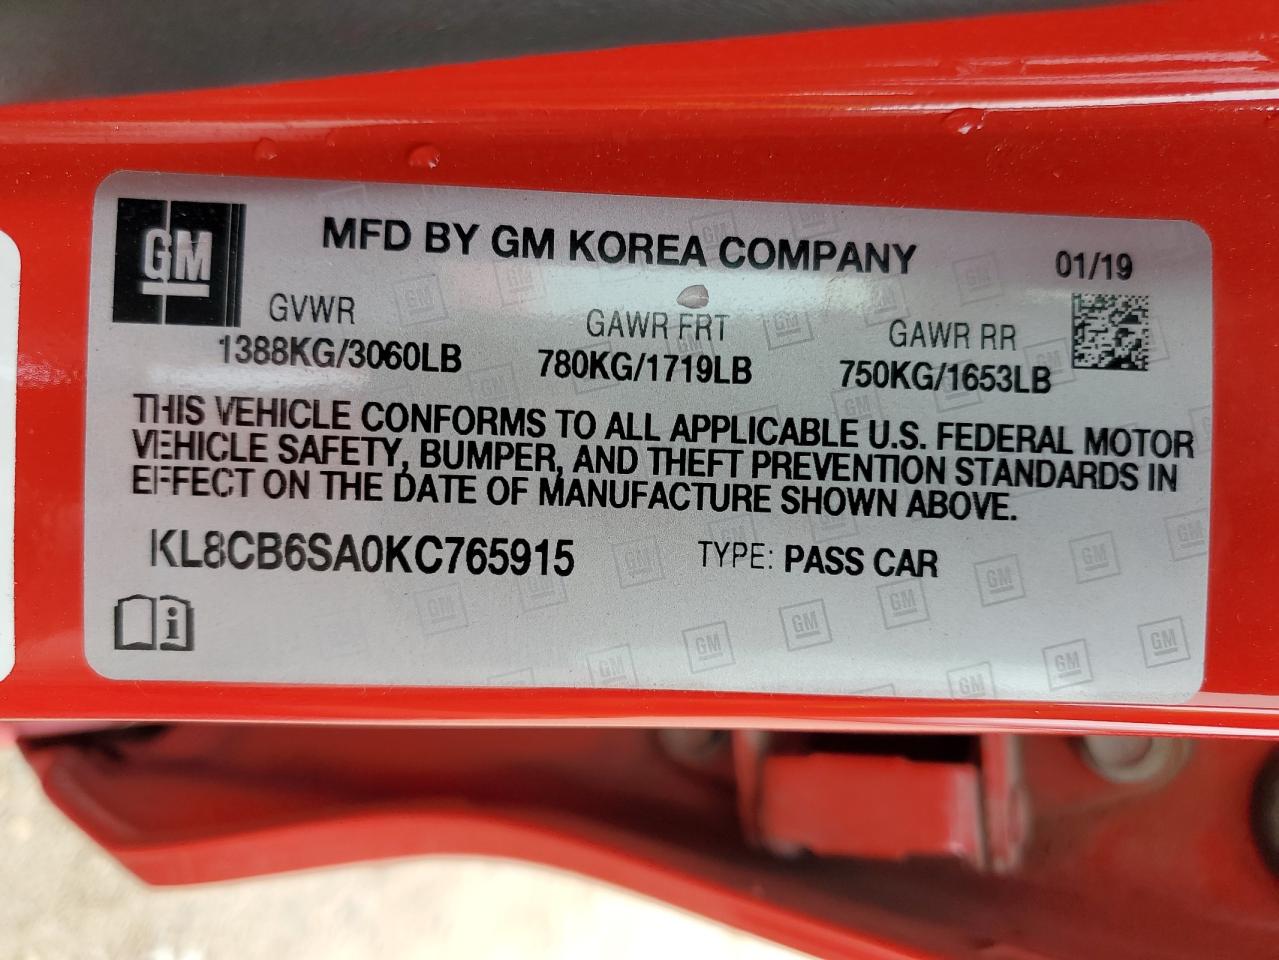 GM
MFD BY GM KOREA COMPANY
01/19
GVWR
GAWR FRT
GAWR RR
1388KG/3060LB
780KG/1719LB
750KG/1653LB
THIS VEHICLE CONFORMS TO ALL APPLICABLE U.S. FEDERAL MOTOR
VEHICLE SAFETY, BUMPER, AND THEFT PREVENTION STANDARDS IN
EFFECT ON THE DATE OF MANUFACTURE SHOWN ABOVE.
KL8CB6SA0KC765915
TYPE: PASS CAR
i